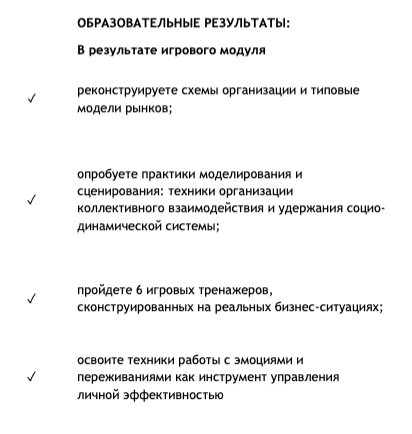 ОБРАЗОВАТЕЛЬНЫЕ РЕЗУЛЬТАТЫ:
В результате игрового модуля
✓ реконструируете схемы организации и типовые
модели рынков;
опробуете практики моделирования и
сценирования: техники организации
✓ коллективного взаимодействия и удержания социо-
динамической системы;
пройдете 6 игровых тренажеров,
✓ сконструированных на реальных бизнес-ситуациях;
освоите техники работы с эмоциями и
✓ переживаниями как инструмент управления
личной эффективностью